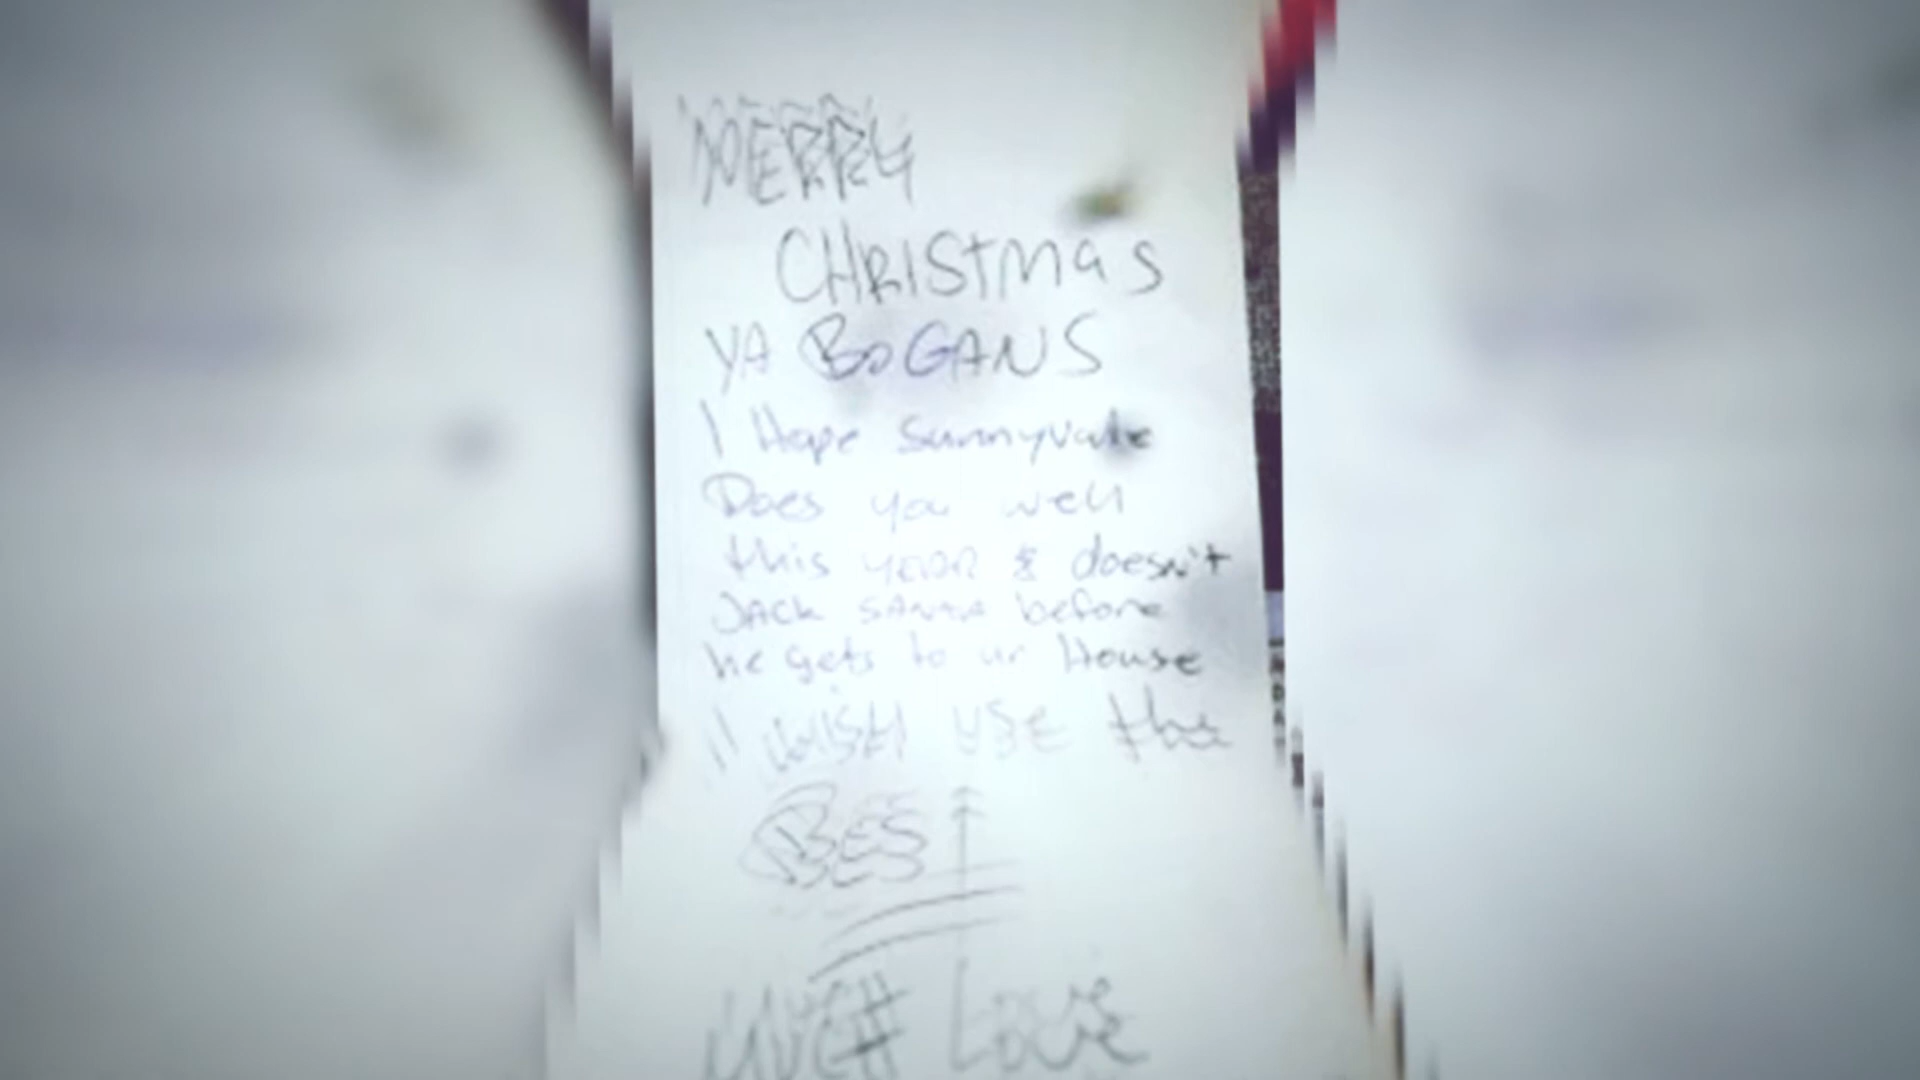 MERRY
CHRISTMAS
YA BOGANS
I Hope Sunnyvale
Does you well
this YEAR & doesn't
JACK SANTA before
he gets to ur House
I WISH USE the
BEST
MUCH LOVE